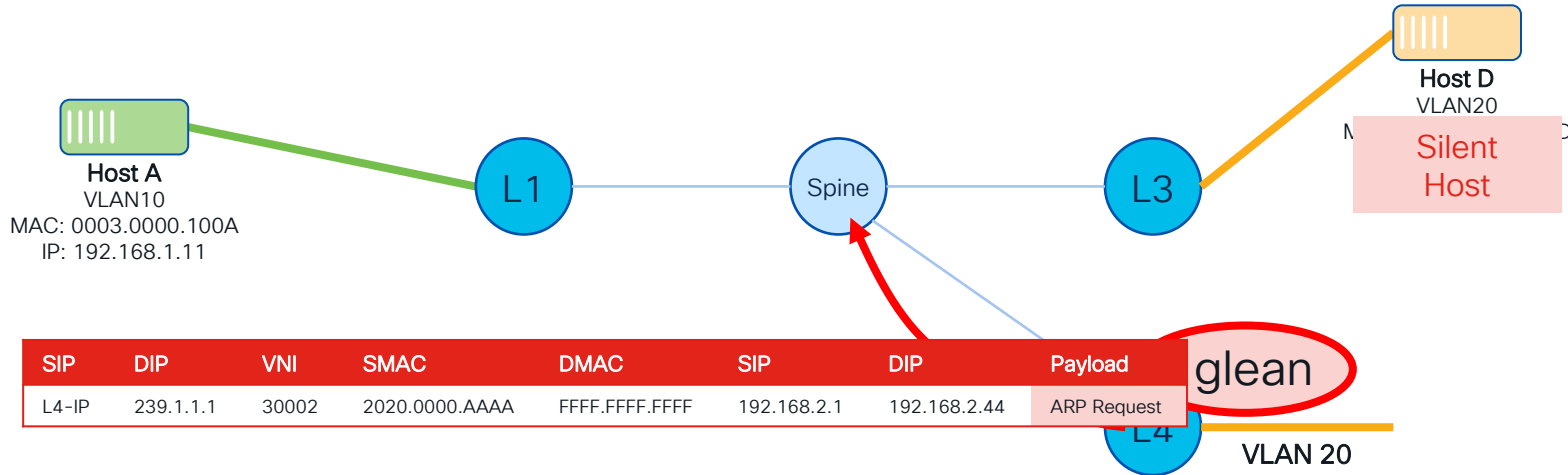 Host A
VLAN10
MAC: 0003.0000.100A
IP: 192.168.1.11
L1
Spine
L3
Host D
VLAN20
Silent
Host
SIP DIP VNI SMAC DMAC SIP DIP Payload
L4-IP 239.1.1.1 30002 2020.0000.AAAA FFFF.FFFF.FFFF 192.168.2.1 192.168.2.44 ARP Request
glean
L4
VLAN 20